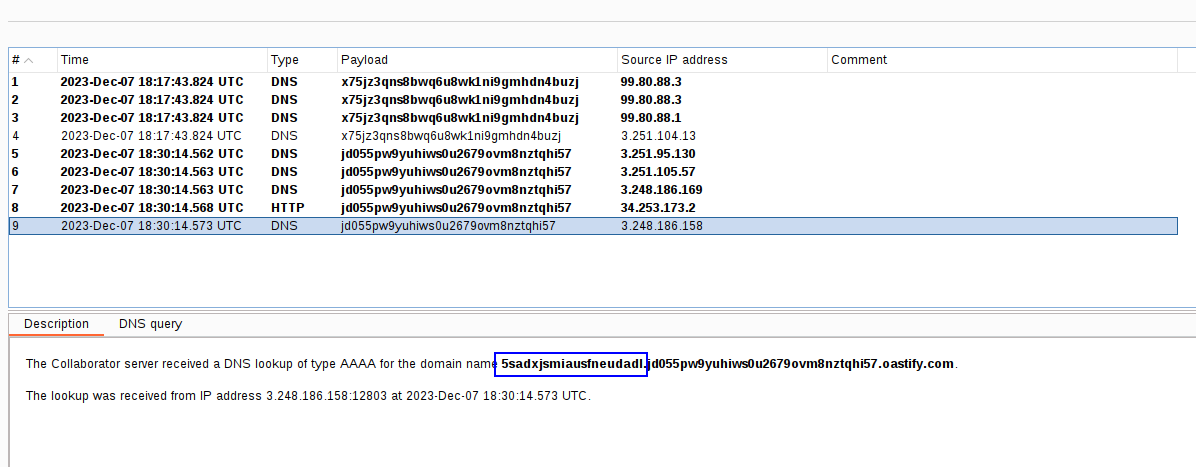 # Time Type Payload Source IP address Comment
1 2023-Dec-07 18:17:43.824 UTC DNS x75jz3qns8bwq6u8wk1ni9gmhdn4buzj 99.80.88.3
2 2023-Dec-07 18:17:43.824 UTC DNS x75jz3qns8bwq6u8wk1ni9gmhdn4buzj 99.80.88.3
3 2023-Dec-07 18:17:43.824 UTC DNS x75jz3qns8bwq6u8wk1ni9gmhdn4buzj 99.80.88.1
4 2023-Dec-07 18:17:43.824 UTC DNS x75jz3qns8bwq6u8wk1ni9gmhdn4buzj 3.251.104.13
5 2023-Dec-07 18:30:14.562 UTC DNS jd055pw9yuhiws0u2679ovm8nztqhi57 3.251.95.130
6 2023-Dec-07 18:30:14.563 UTC DNS jd055pw9yuhiws0u2679ovm8nztqhi57 3.251.105.57
7 2023-Dec-07 18:30:14.563 UTC DNS jd055pw9yuhiws0u2679ovm8nztqhi57 3.248.186.169
8 2023-Dec-07 18:30:14.568 UTC HTTP jd055pw9yuhiws0u2679ovm8nztqhi57 34.253.173.2
9 2023-Dec-07 18:30:14.573 UTC DNS jd055pw9yuhiws0u2679ovm8nztqhi57 3.248.186.158
Description DNS query
The Collaborator server received a DNS lookup of type AAAA for the domain name 5sadxjsmiausfneudadl.jd055pw9yuhiws0u2679ovm8nztqhi57.oastify.com.
The lookup was received from IP address 3.248.186.158:12803 at 2023-Dec-07 18:30:14.573 UTC.